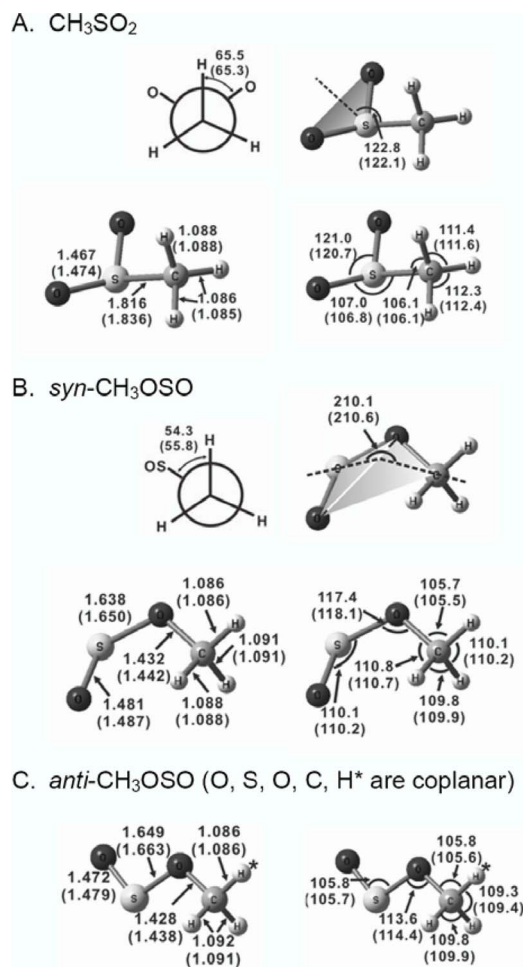 A. CH3SO2
65.5
(65.3)
H
O
O
H
H
O
O
S
C
H
H
H
122.8
(122.1)
O
O
S
C
H
H
H
1.467
(1.474)
1.088
(1.088)
1.816
(1.836)
1.086
(1.085)
O
O
S
C
H
H
H
121.0
(120.7)
111.4
(111.6)
107.0
(106.8)
106.1
(106.1)
112.3
(112.4)
B. syn-CH3OSO
54.3
(55.8)
H
OS
H
H
210.1
(210.6)
O
S
O
C
H
H
H
1.638
(1.650)
1.086
(1.086)
O
H
S
C
1.091
(1.091)
1.432
(1.442)
H
H
O
1.481
(1.487)
1.088
(1.088)
117.4
(118.1)
105.7
(105.5)
O
H
S
C
110.1
(110.2)
110.8
(110.7)
H
H
O
110.1
(110.2)
109.8
(109.9)
C. anti-CH3OSO (O, S, O, C, H* are coplanar)
1.649
(1.663)
1.086
(1.086)
O
O
H
*
1.472
(1.479)
S
C
H
H
1.428
(1.438)
1.092
(1.091)
105.8
(105.6)
O
O
H
*
105.8
(105.7)
109.3
(109.4)
S
C
H
H
113.6
(114.4)
109.8
(109.9)